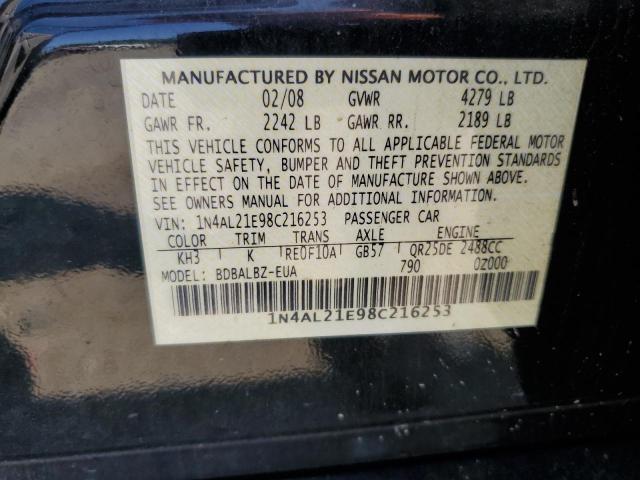 MANUFACTURED BY NISSAN MOTOR CO., LTD.
DATE 02/08 GVWR 4279 LB
GAWR FR. 2242 LB GAWR RR. 2189 LB
THIS VEHICLE CONFORMS TO ALL APPLICABLE FEDERAL MOTOR
VEHICLE SAFETY, BUMPER AND THEFT PREVENTION STANDARDS
IN EFFECT ON THE DATE OF MANUFACTURE SHOWN ABOVE.
SEE OWNERS MANUAL FOR ADDITIONAL INFORMATION.
VIN: 1N4AL21E98C216253 PASSENGER CAR
COLOR TRIM TRANS AXLE ENGINE
KH3 K RE0F10A GB57 QR25DE 2488CC
MODEL: BDBALBZ-EUA 790 0Z000
1N4AL21E98C216253